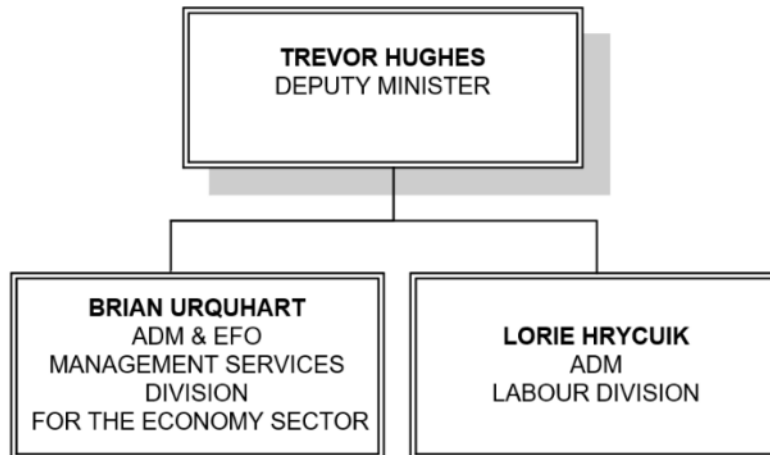 TREVOR HUGHES
DEPUTY MINISTER
BRIAN URQUHART
ADM & EFO
MANAGEMENT SERVICES
DIVISION
FOR THE ECONOMY SECTOR
LORIE HRYCUIK
ADM
LABOUR DIVISION